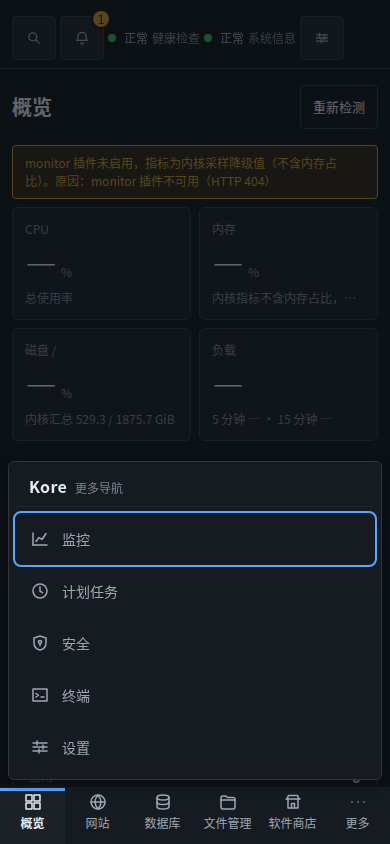 1
正常 健康检查 正常 系统信息
概览
重新检测
monitor 插件未启用，指标为内核采样降级值（不含内存占
比）。原因：monitor 插件不可用（HTTP 404）
CPU
— %
总使用率
内存
— %
内核指标不含内存占比，…
磁盘 /
— %
内核汇总 529.3 / 1875.7 GiB
负载
—
5 分钟 — · 15 分钟 —
Kore 更多导航
监控
计划任务
安全
终端
设置
概览
网站
数据库
文件管理
软件商店
更多